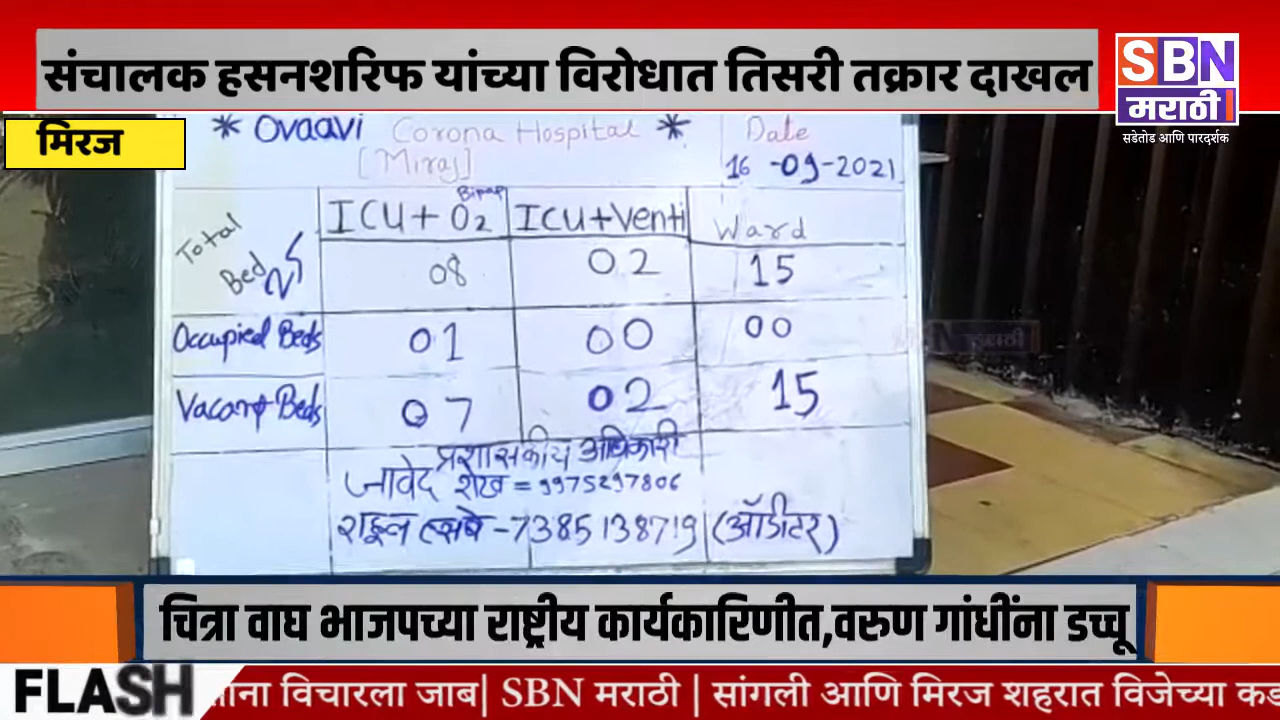 संचालक हसनशरिफ यांच्या विरोधात तिसरी तक्रार दाखल
SBN
मराठी
सडेतोड आणि पारदर्शक
मिरज
* Ovaavi Corona Hospital *
[Miraj]
Date
16-09-2021
Total Beds
ICU + O2 Bipap
ICU+Venti
Ward
08 02 15
Occupied Beds 01 00 00
Vacant Beds 07 02 15
प्रशासकीय अधिकारी
जावेद शेख = 9975297806
7385138719 (ऑडीटर)
चित्रा वाघ भाजपच्या राष्ट्रीय कार्यकारिणीत,वरुण गांधींना डच्चू
FLASH
विचारला जाब| SBN मराठी | सांगली आणि मिरज शहरात विजेच्या